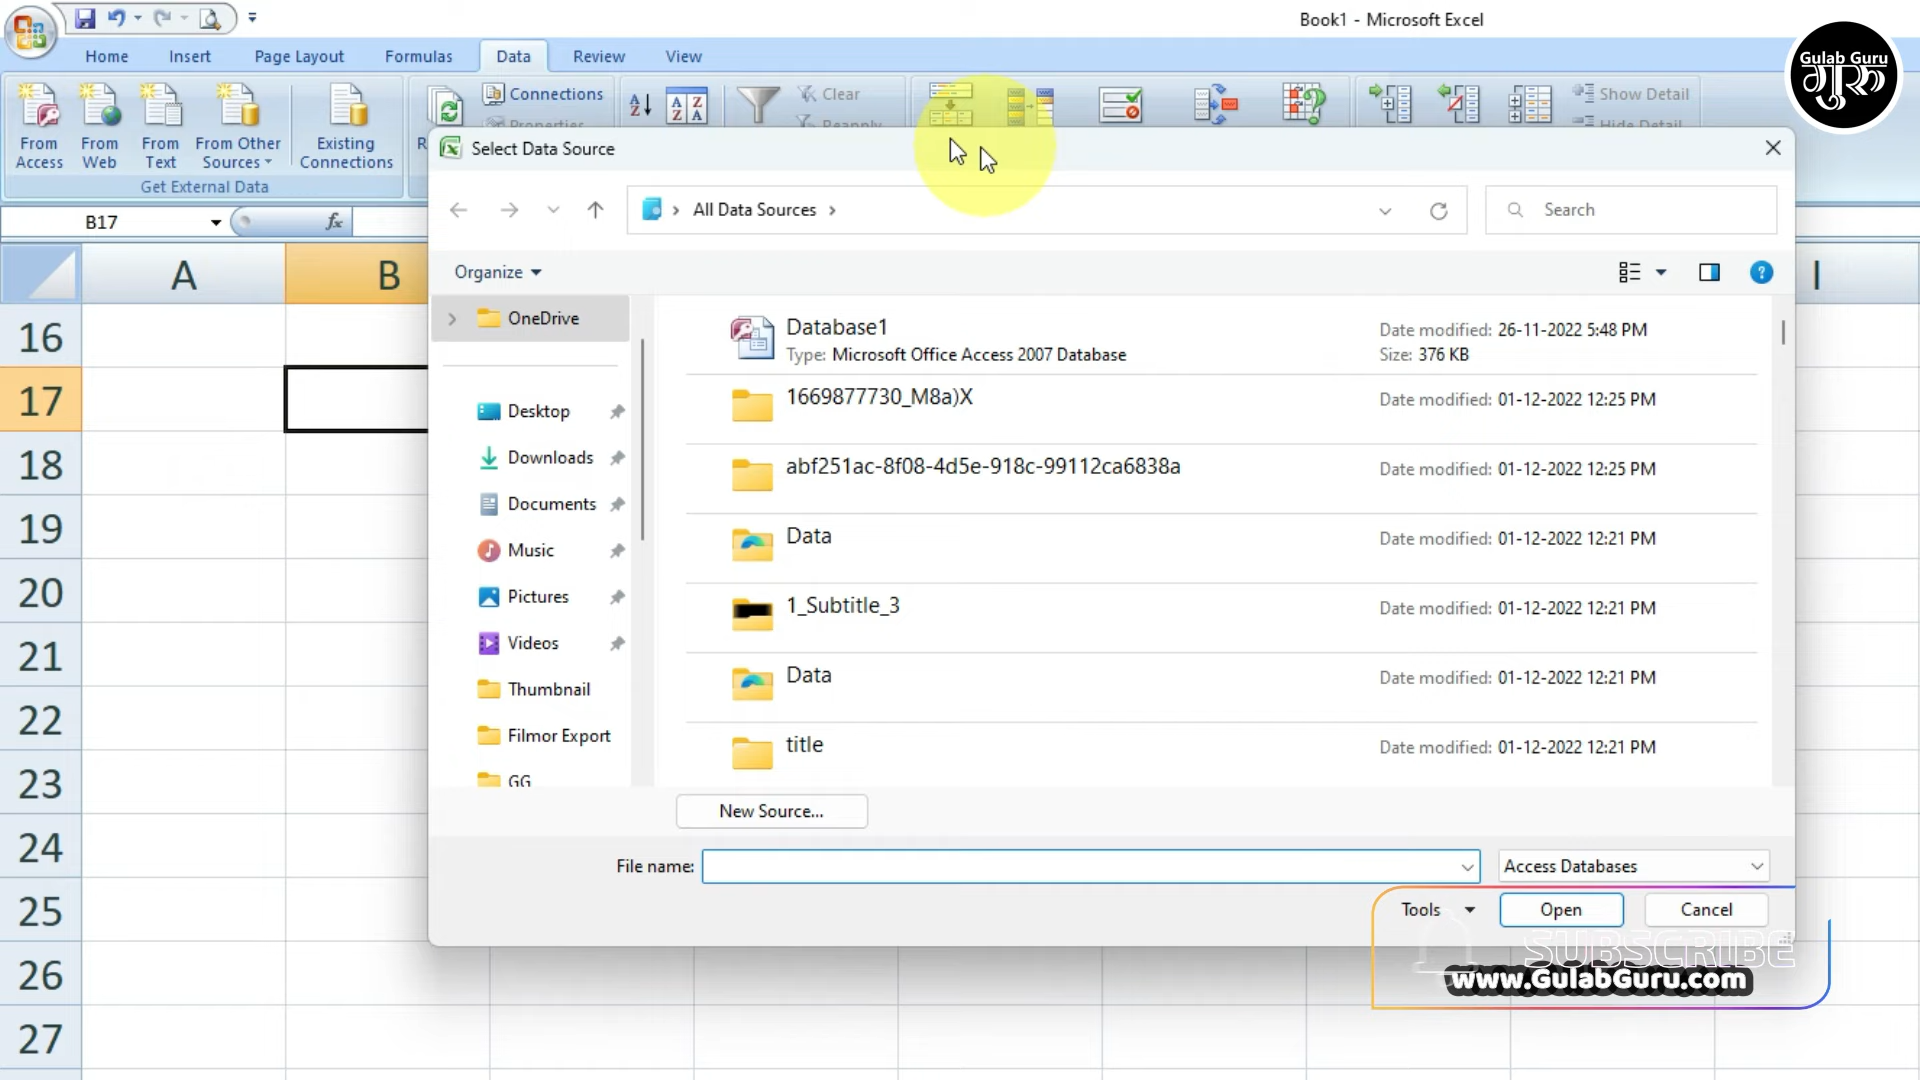 Book1 - Microsoft Excel
Home Insert Page Layout Formulas Data Review View
Gulab Guru
गुरु
From Access
From Web
From Text
From Other Sources
Existing Connections
Get External Data
Connections
Properties
Clear
Reapply
Show Detail
Hide Detail
Select Data Source
B17
fx
All Data Sources
Search
Organize
A B I
16
17
18
19
20
21
22
23
24
25
26
27
OneDrive
Desktop
Downloads
Documents
Music
Pictures
Videos
Thumbnail
Filmor Export
GG
Database1
Type: Microsoft Office Access 2007 Database
Date modified: 26-11-2022 5:48 PM
Size: 376 KB
1669877730_M8a)X
Date modified: 01-12-2022 12:25 PM
abf251ac-8f08-4d5e-918c-99112ca6838a
Date modified: 01-12-2022 12:25 PM
Data
Date modified: 01-12-2022 12:21 PM
1_Subtitle_3
Date modified: 01-12-2022 12:21 PM
Data
Date modified: 01-12-2022 12:21 PM
title
Date modified: 01-12-2022 12:21 PM
New Source...
File name:
Access Databases
Tools
Open
Cancel
SUBSCRIBE
www.GulabGuru.com